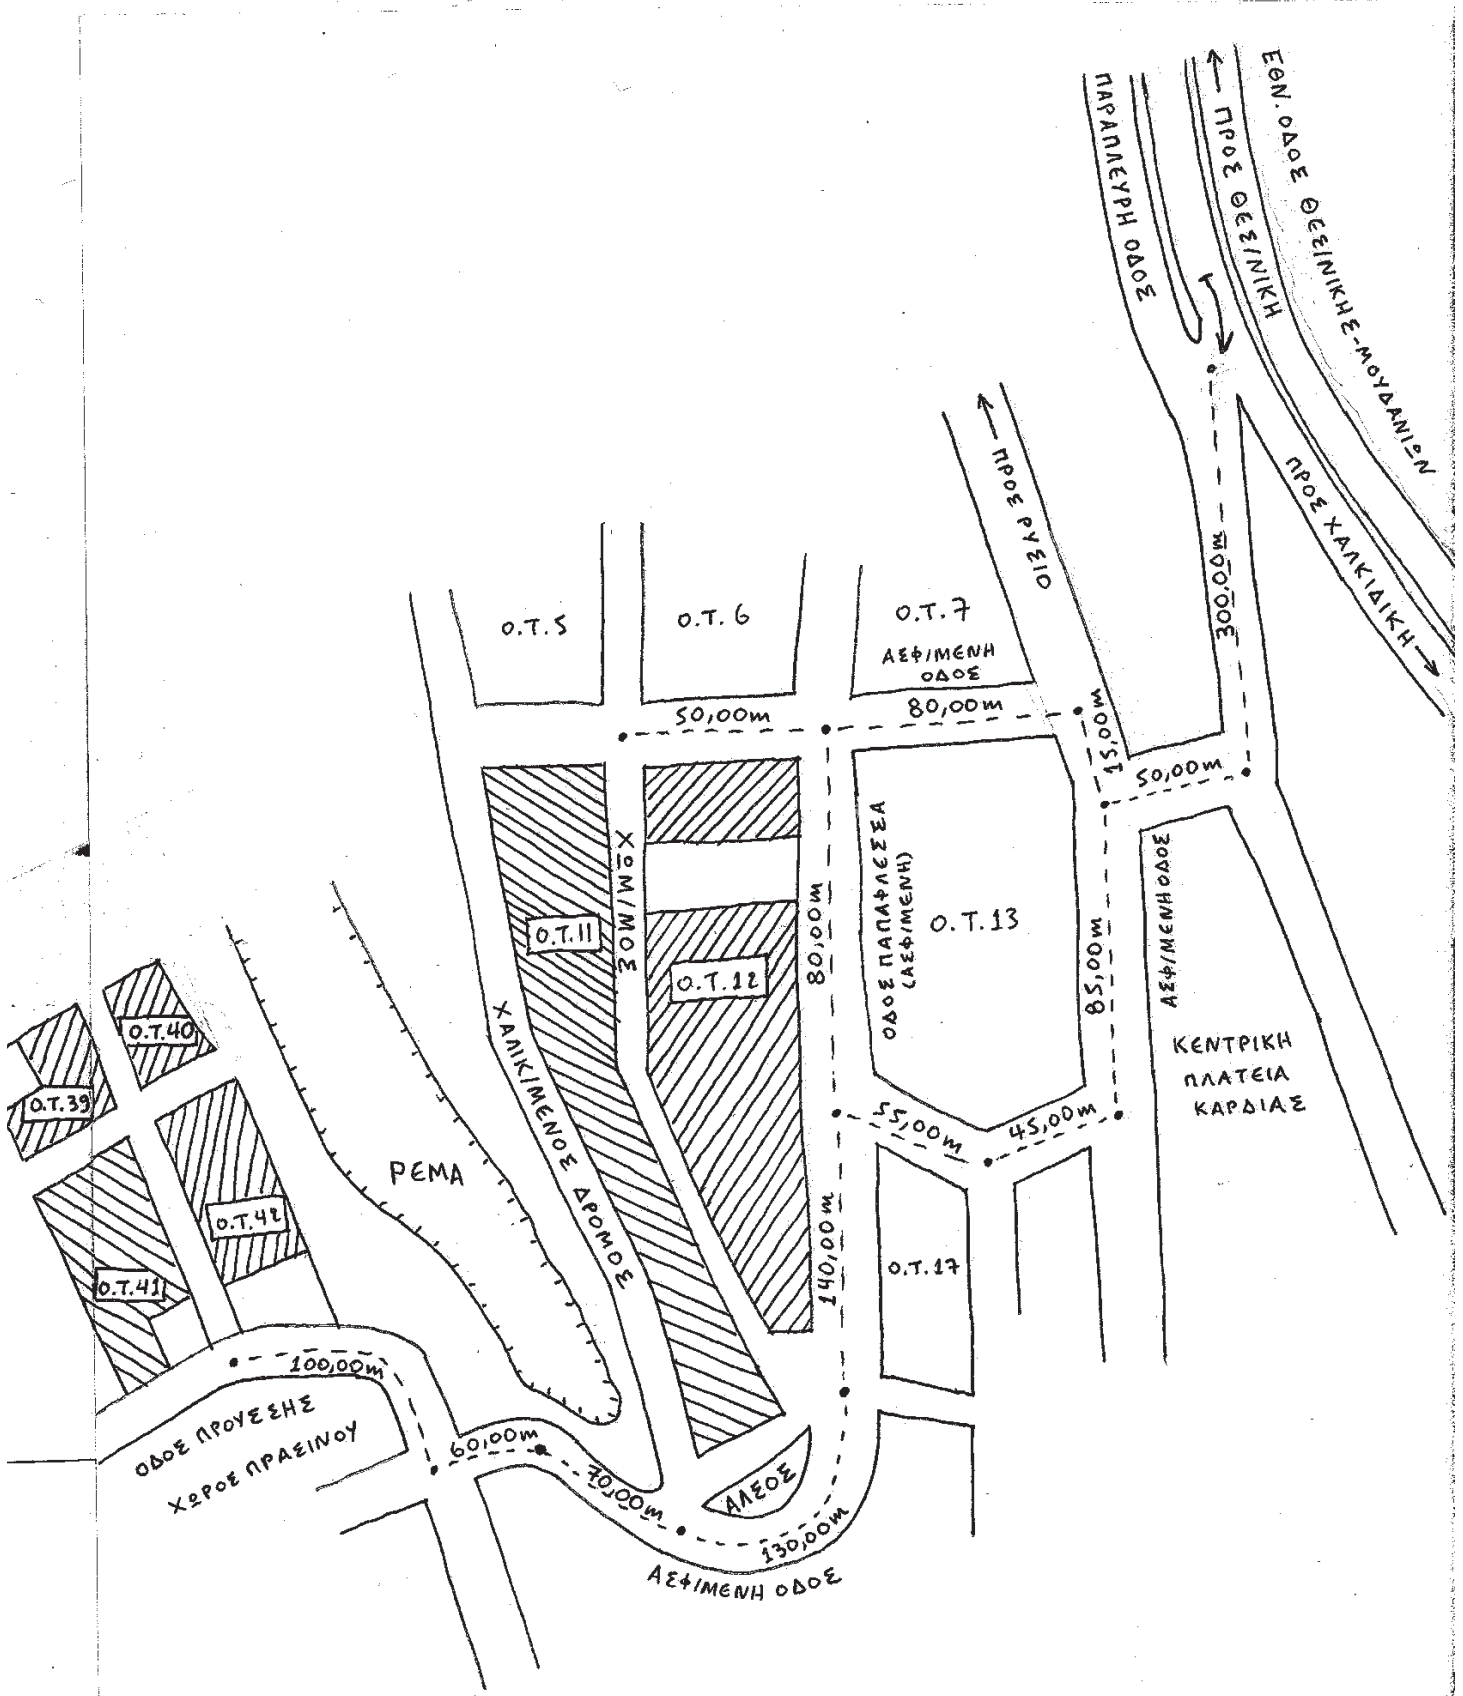 ΠΑΡΑΠΛΕΥΡΗ ΟΔΟΣ
ΠΡΟΣ ΘΕΣ/ΝΙΚΗ
ΕΘΝ. ΟΔΟΣ ΘΕΣ/ΝΙΚΗΣ-ΜΟΥΔΑΝΙΩΝ
ΠΡΟΣ ΧΑΛΚΙΔΙΚΗ
ΠΡΟΣ ΡΥΣΙΟ
300.00m
Ο.Τ.5
Ο.Τ.6
Ο.Τ.7
ΑΣΦ/ΜΕΝΗ
ΟΔΟΣ
50,00m
80,00m
15,00m
50,00m
ΧΩΜ/ΜΟΣ
Ο.Τ.11
Ο.Τ.12
80,00m
ΟΔΟΣ ΠΑΠΑΦΛΕΣΣΑ
(ΑΣΦ/ΜΕΝΗ)
Ο.Τ.13
85,00m
ΑΣΦ/ΜΕΝΗ ΟΔΟΣ
ΚΕΝΤΡΙΚΗ
ΠΛΑΤΕΙΑ
ΚΑΡΔΙΑΣ
Ο.Τ.40
Ο.Τ.39
ΧΑΛΙΚ/ΜΕΝΟΣ ΔΡΟΜΟΣ
ΡΕΜΑ
55,00m
45,00m
Ο.Τ.42
Ο.Τ.41
140,00m
Ο.Τ.17
100,00m
ΟΔΟΣ ΠΡΟΥΣΣΗΣ
ΧΩΡΟΣ ΠΡΑΣΙΝΟΥ
60,00m
70,00m
ΑΛΣΟΣ
130,00m
ΑΣΦ/ΜΕΝΗ ΟΔΟΣ